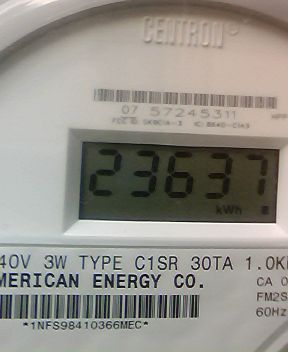 CENTRON®
07 57245311
23637
kWh
40V 3W TYPE C1SR 30TA 1.0K
MERICAN ENERGY CO.
CA 0
FM2S
60Hz
*1NFS98410366MEC*